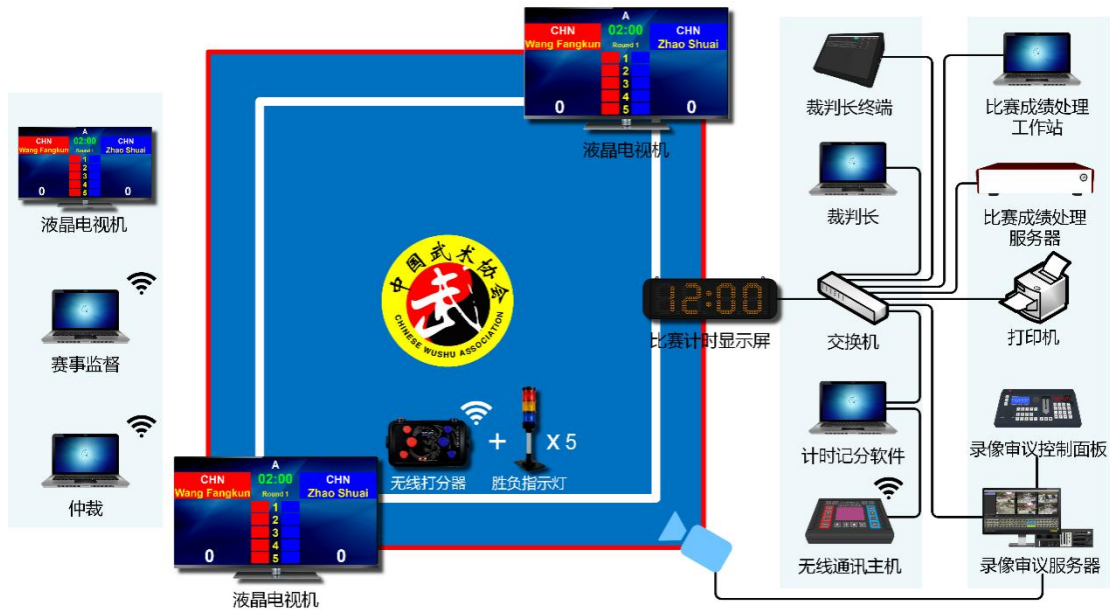 A
CHN
02:00
CHN
Wang Fangkun
Round 1
Zhao Shuai
1
2
3
4
5
0
0
液晶电视机
赛事监督
仲裁
A
CHN
02:00
CHN
Wang Fangkun
Round 1
Zhao Shuai
1
2
3
4
5
0
0
液晶电视机
中国武术协会
武
CHINESE WUSHU ASSOCIATION
12:00
比赛计时显示屏
无线打分器
+
胜负指示灯
X 5
A
CHN
02:00
CHN
Wang Fangkun
Round 1
Zhao Shuai
1
2
3
4
5
0
0
液晶电视机
裁判长终端
裁判长
交换机
计时记分软件
无线通讯主机
比赛成绩处理
工作站
比赛成绩处理
服务器
打印机
录像审议控制面板
录像审议服务器